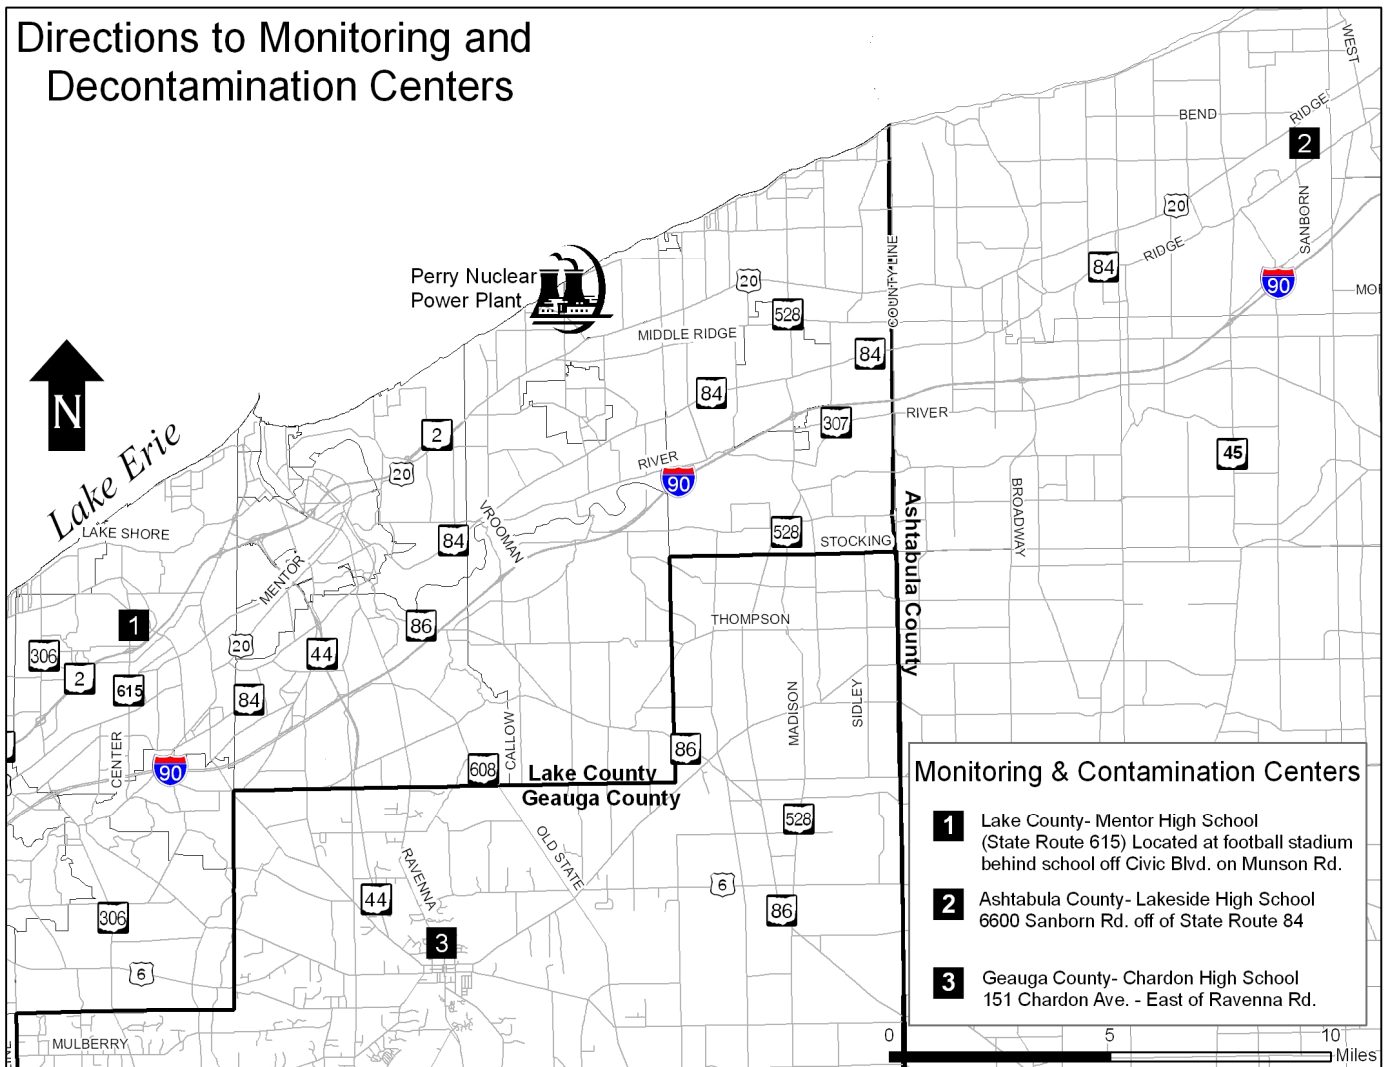 Directions to Monitoring and
Decontamination Centers
WEST
BEND
RIDGE
2
20
SANBORN
RIDGE
84
90
COUNTY LINE
Perry Nuclear
Power Plant
20
528
MIDDLE RIDGE
84
84
N
307
RIVER
2
Lake Erie
20
RIVER
90
45
BROADWAY
VROOMAN
LAKE SHORE
84
528
STOCKING
Ashtabula County
MENTOR
1
86
THOMPSON
306
20
44
2
615
84
MADISON
SIDLEY
CENTER
90
CALLOW
86
608
Lake County
Geauga County
528
OLD STATE
RAVENNA
6
44
86
306
3
6
MULBERRY
Monitoring & Contamination Centers
1 Lake County- Mentor High School
(State Route 615) Located at football stadium
behind school off Civic Blvd. on Munson Rd.
2 Ashtabula County- Lakeside High School
6600 Sanborn Rd. off of State Route 84
3 Geauga County- Chardon High School
151 Chardon Ave. - East of Ravenna Rd.
0 5 10
Miles